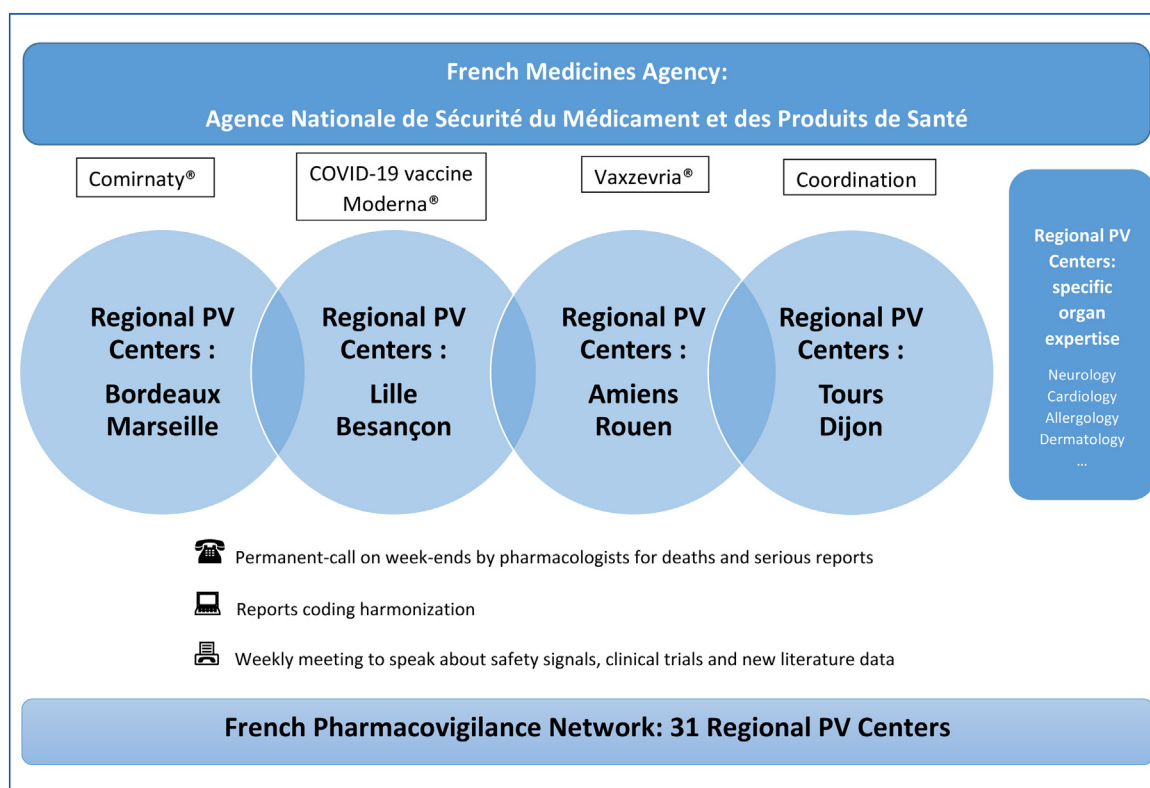 French Medicines Agency:
Agence Nationale de Sécurité du Médicament et des Produits de Santé
Comirnaty®
COVID-19 vaccine
Moderna®
Vaxzevria®
Coordination
Regional PV
Centers :
Bordeaux
Marseille
Regional PV
Centers :
Lille
Besançon
Regional PV
Centers :
Amiens
Rouen
Regional PV
Centers :
Tours
Dijon
Regional PV
Centers:
specific
organ
expertise
Neurology
Cardiology
Allergology
Dermatology
...
Permanent-call on week-ends by pharmacologists for deaths and serious reports
Reports coding harmonization
Weekly meeting to speak about safety signals, clinical trials and new literature data
French Pharmacovigilance Network: 31 Regional PV Centers